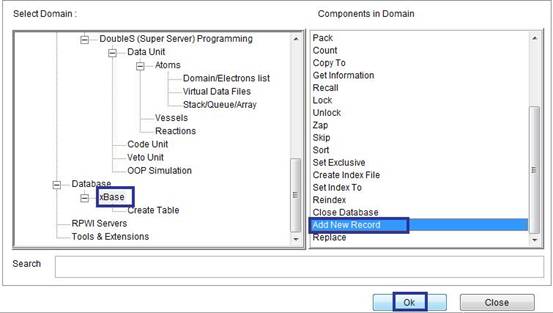 Select Domain :
DoubleS (Super Server) Programming
Data Unit
Atoms
Domain/Electrons list
Virtual Data Files
Stack/Queue/Array
Vessels
Reactions
Code Unit
Veto Unit
OOP Simulation
Database
xBase
Create Table
RPWI Servers
Tools & Extensions
Components in Domain
Pack
Count
Copy To
Get Information
Recall
Lock
Unlock
Zap
Skip
Sort
Set Exclusive
Create Index File
Set Index To
Reindex
Close Database
Add New Record
Replace
Search
Ok
Close